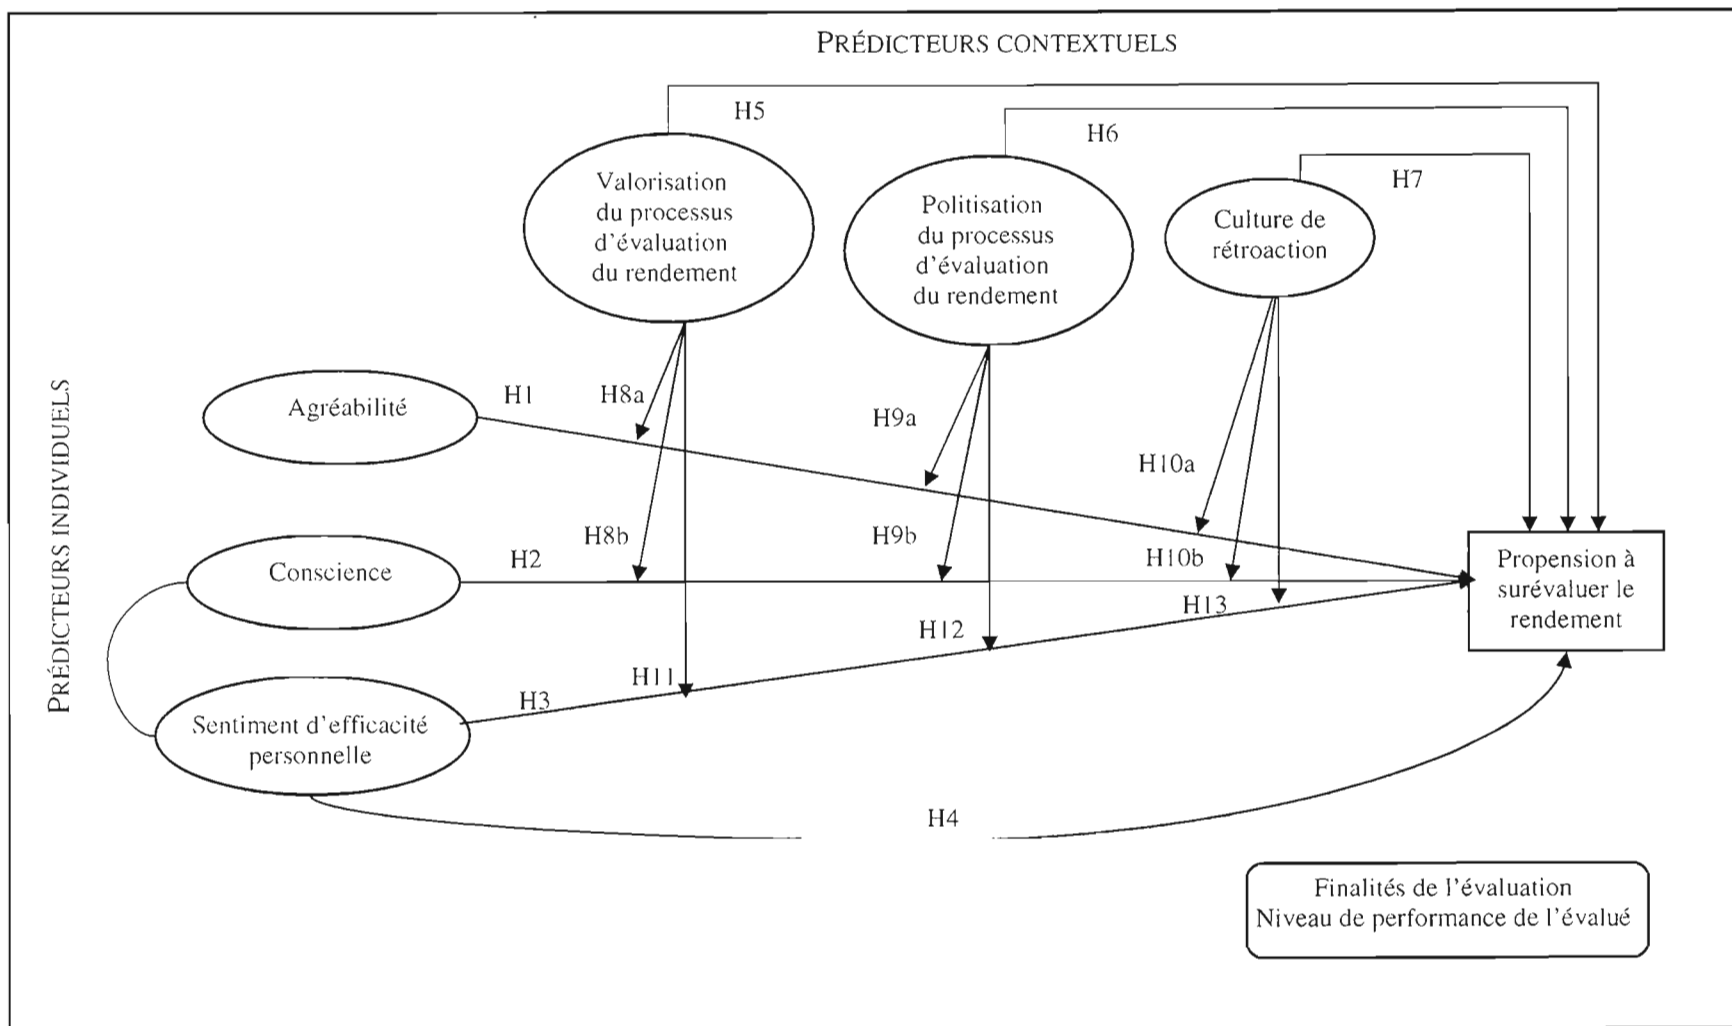 PRÉDICTEURS CONTEXTUELS
H5
H6
H7
Valorisation
du processus
d'évaluation
du rendement
Politisation
du processus
d'évaluation
du rendement
Culture de
rétroaction
PRÉDICTEURS INDIVIDUELS
Agréabilité
H1
H8a
H9a
H10a
Conscience
H2
H8b
H9b
H10b
Propension à
surévaluer le
rendement
H13
H12
H11
H3
Sentiment d'efficacité
personnelle
H4
Finalités de l'évaluation
Niveau de performance de l'évalué